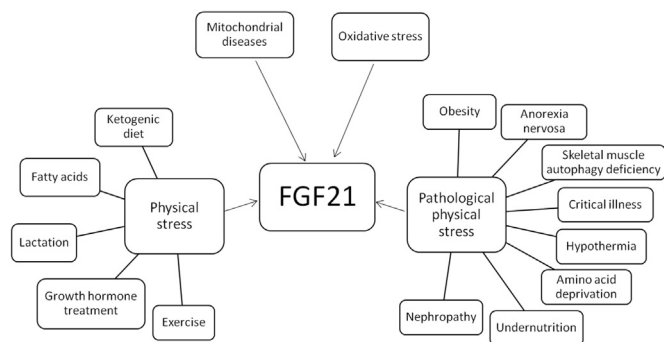 Mitochondrial
diseases
Oxidative stress
Ketogenic
diet
Fatty acids
Lactation
Growth hormone
treatment
Exercise
Physical
stress
FGF21
Pathological
physical
stress
Obesity
Anorexia
nervosa
Skeletal muscle
autophagy deficiency
Critical illness
Hypothermia
Amino acid
deprivation
Undernutrition
Nephropathy